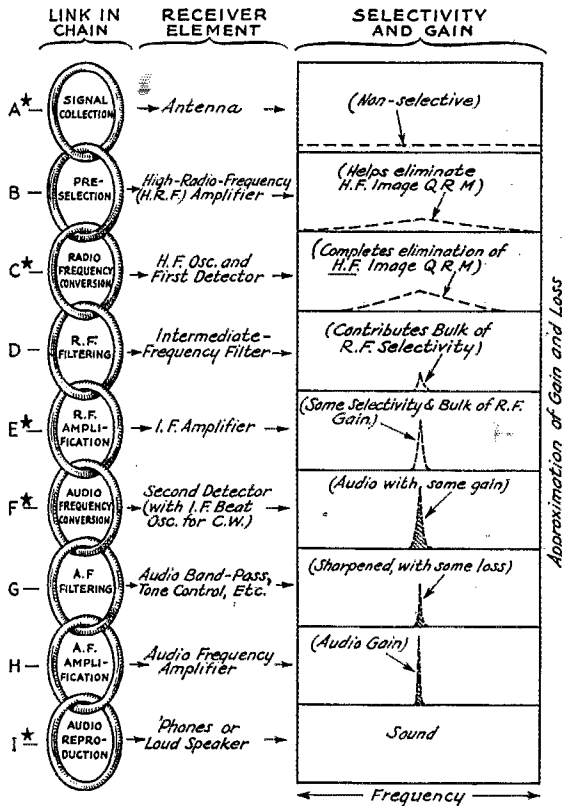 LINK IN
CHAIN
RECEIVER
ELEMENT
SELECTIVITY
AND GAIN
A*
SIGNAL
COLLECTION
Antenna
(Non-selective)
B
PRE-
SELECTION
High-Radio-Frequency
(H.R.F.) Amplifier
(Helps eliminate
H.F. Image QRM)
C*
RADIO
FREQUENCY
CONVERSION
H.F. Osc. and
First Detector
(Completes elimination of
H.F. Image QRM)
D
R.F.
FILTERING
Intermediate-
Frequency Filter
(Contributes Bulk of
R.F. Selectivity)
E*
R.F.
AMPLI-
FICATION
I.F. Amplifier
(Some Selectivity & Bulk of R.F.
Gain)
F*
AUDIO
FREQUENCY
CONVERSION
Second Detector
(with I.F. Beat
Osc. for C.W.)
(Audio with some gain)
G
A.F
FILTERING
Audio Band-Pass,
Tone Control, Etc.
(Sharpened, with some loss)
H
A.F.
AMPLI-
FICATION
Audio Frequency
Amplifier
(Audio Gain)
I*
AUDIO
REPRO-
DUCTION
'Phones or
Loud Speaker
Sound
Frequency
Approximation of Gain and Loss